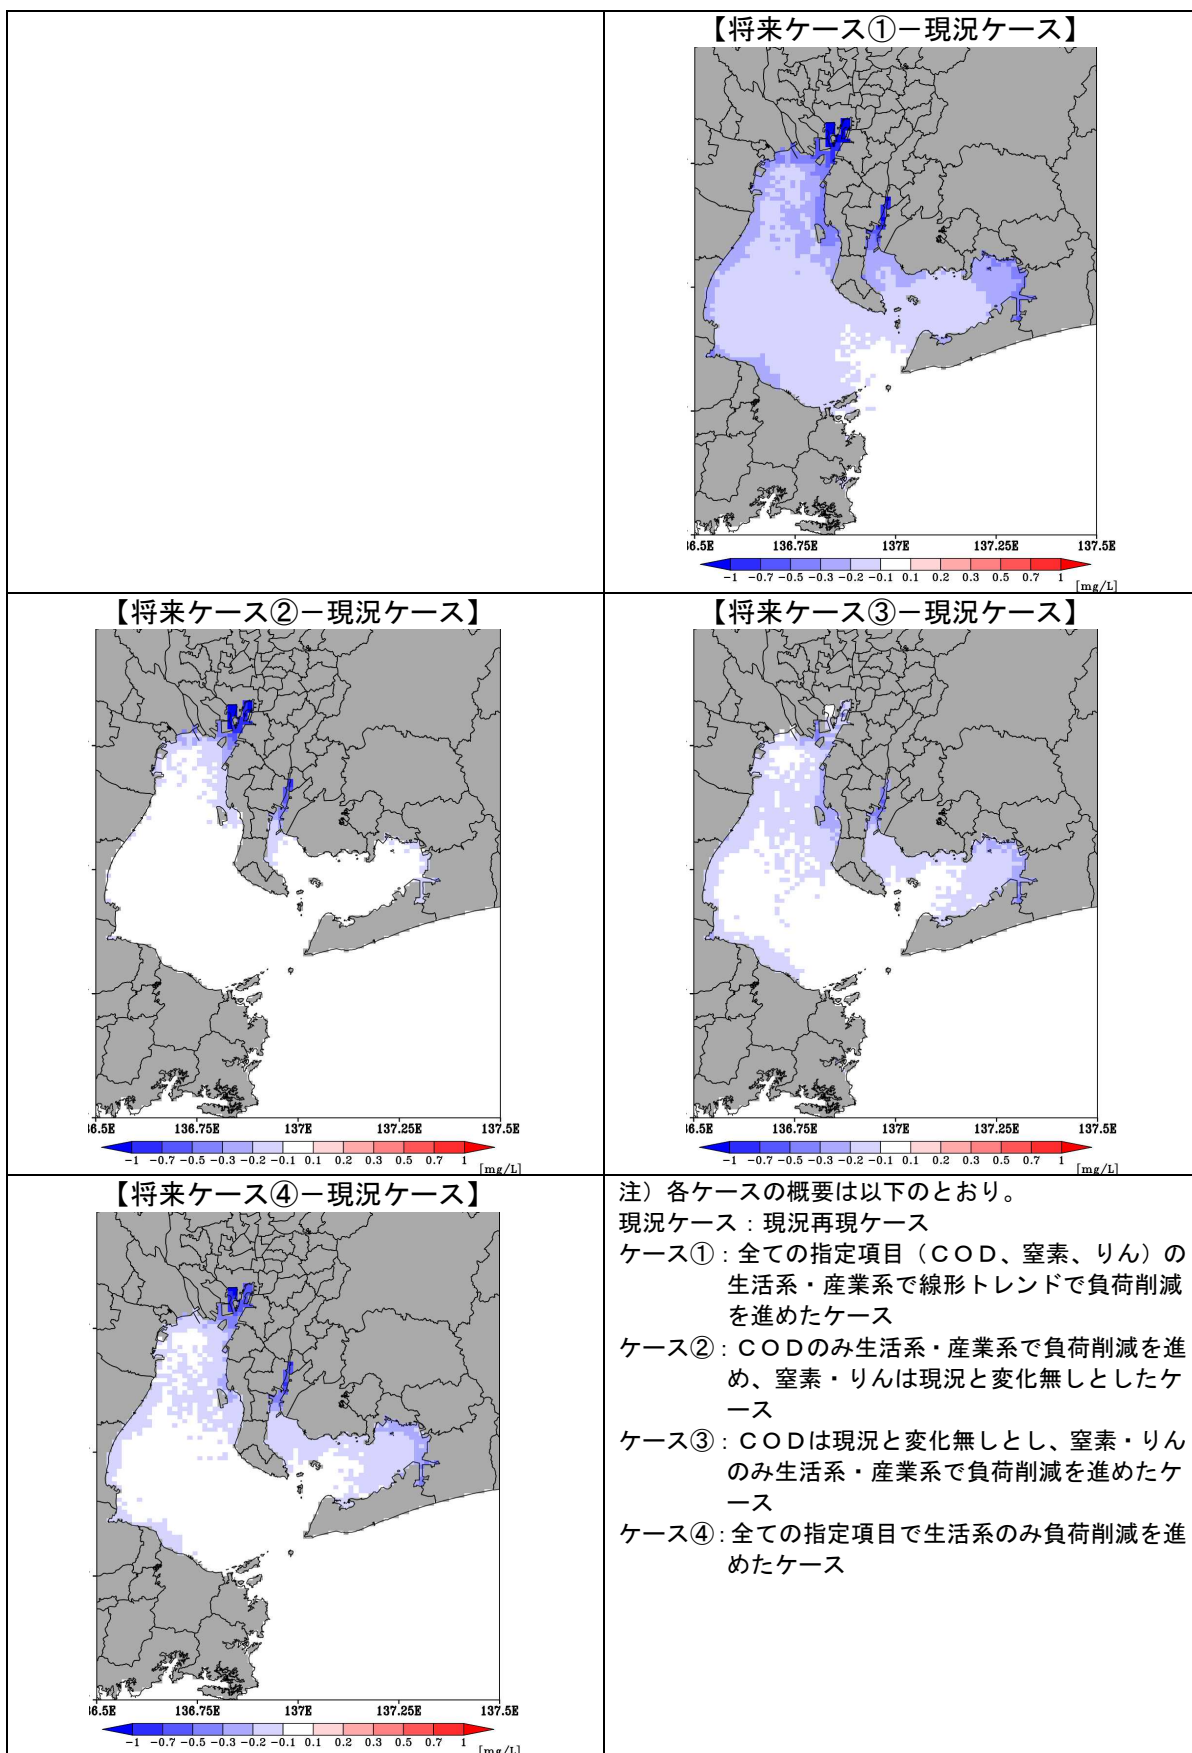 【将来ケース①－現況ケース】
36.5E 136.75E 137E 137.25E 137.5E
-1 -0.7 -0.5 -0.3 -0.2 -0.1 0.1 0.2 0.3 0.5 0.7 1
[mg/L]
【将来ケース②－現況ケース】
36.5E 136.75E 137E 137.25E 137.5E
-1 -0.7 -0.5 -0.3 -0.2 -0.1 0.1 0.2 0.3 0.5 0.7 1
[mg/L]
【将来ケース③－現況ケース】
36.5E 136.75E 137E 137.25E 137.5E
-1 -0.7 -0.5 -0.3 -0.2 -0.1 0.1 0.2 0.3 0.5 0.7 1
[mg/L]
【将来ケース④－現況ケース】
36.5E 136.75E 137E 137.25E 137.5E
-1 -0.7 -0.5 -0.3 -0.2 -0.1 0.1 0.2 0.3 0.5 0.7 1
[mg/L]
注）各ケースの概要は以下のとおり。
現況ケース：現況再現ケース
ケース①：全ての指定項目（ＣＯＤ、窒素、りん）の
生活系・産業系で線形トレンドで負荷削減
を進めたケース
ケース②：ＣＯＤのみ生活系・産業系で負荷削減を進
め、窒素・りんは現況と変化無しとしたケ
ース
ケース③：ＣＯＤは現況と変化無しとし、窒素・りん
のみ生活系・産業系で負荷削減を進めたケ
ース
ケース④：全ての指定項目で生活系のみ負荷削減を進
めたケース